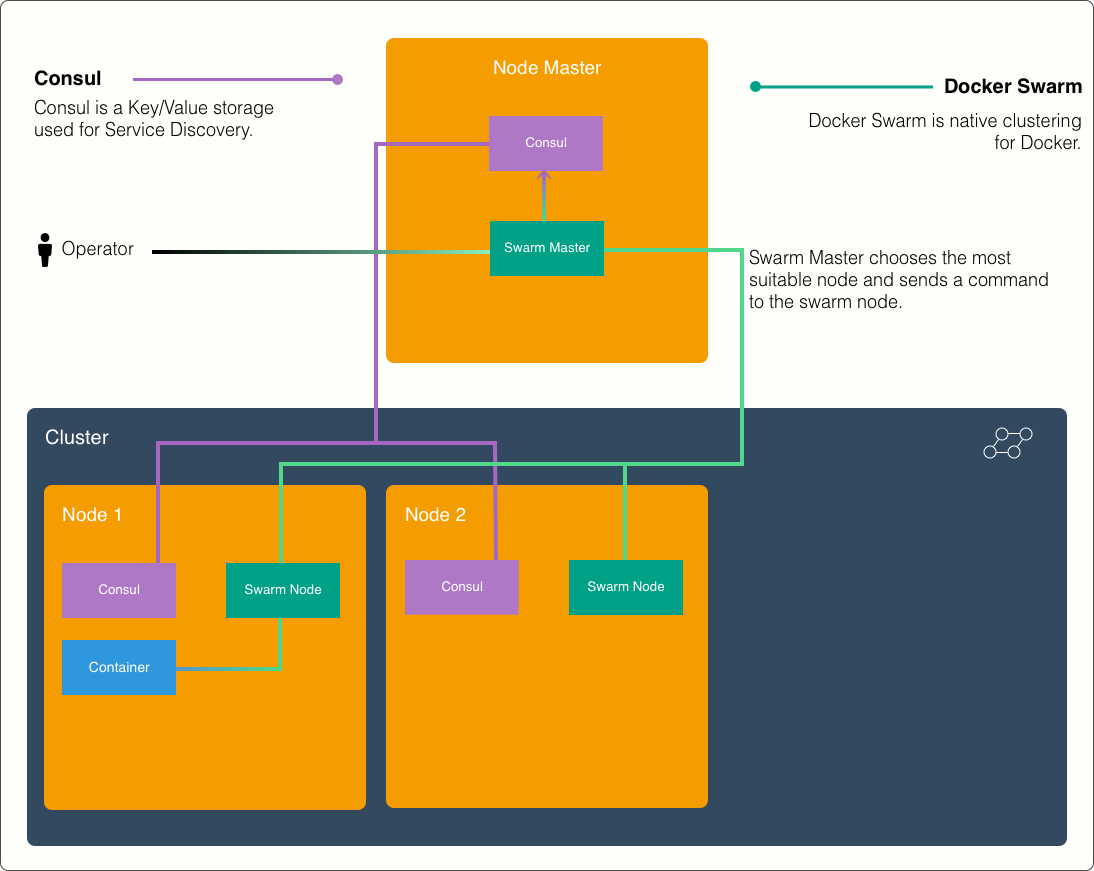 Node Master
Consul
Consul is a Key/Value storage
used for Service Discovery.
Docker Swarm
Docker Swarm is native clustering
for Docker.
Consul
Operator
Swarm Master
Swarm Master chooses the most
suitable node and sends a command
to the swarm node.
Cluster
Node 1
Consul
Swarm Node
Container
Node 2
Consul
Swarm Node